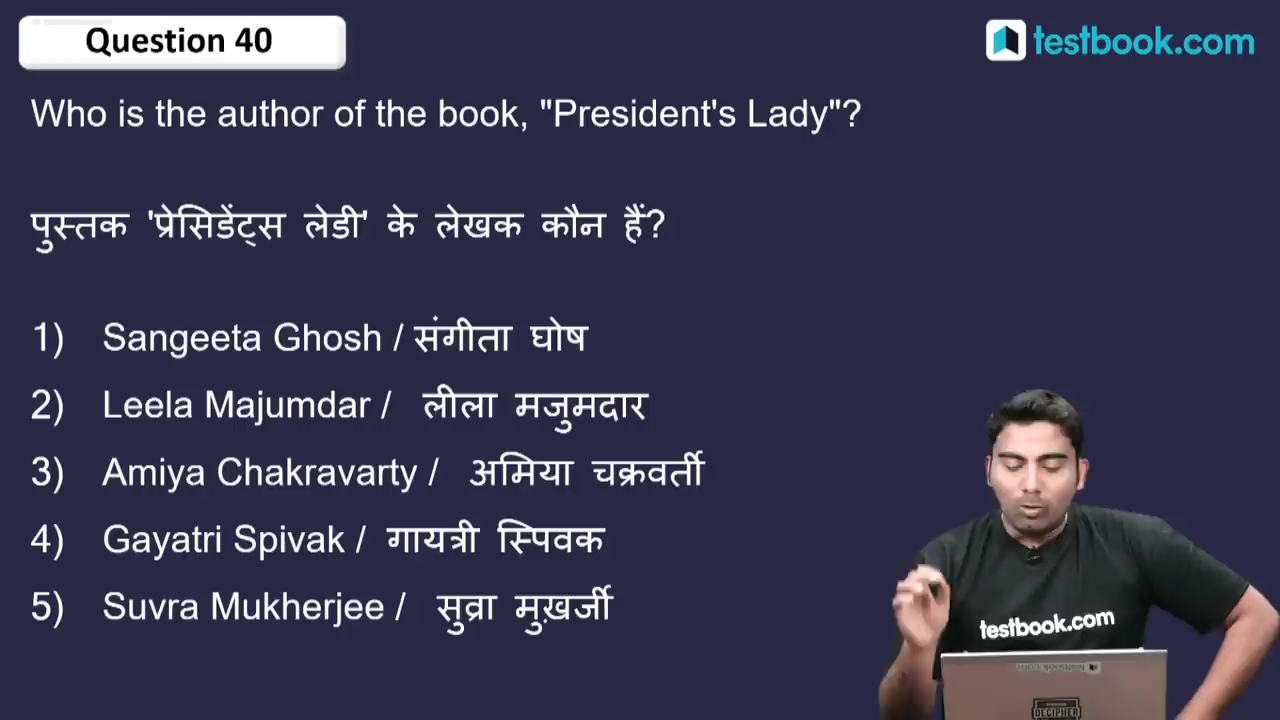 Question 40
testbook.com
Who is the author of the book, "President's Lady"?
पुस्तक 'प्रेसिडेंट्स लेडी' के लेखक कौन हैं?
1) Sangeeta Ghosh / संगीता घोष
2) Leela Majumdar / लीला मजुमदार
3) Amiya Chakravarty / अमिया चक्रवर्ती
4) Gayatri Spivak / गायत्री स्पिवक
5) Suvra Mukherjee / सुव्रा मुख़र्जी
testbook.com
DECIPHER